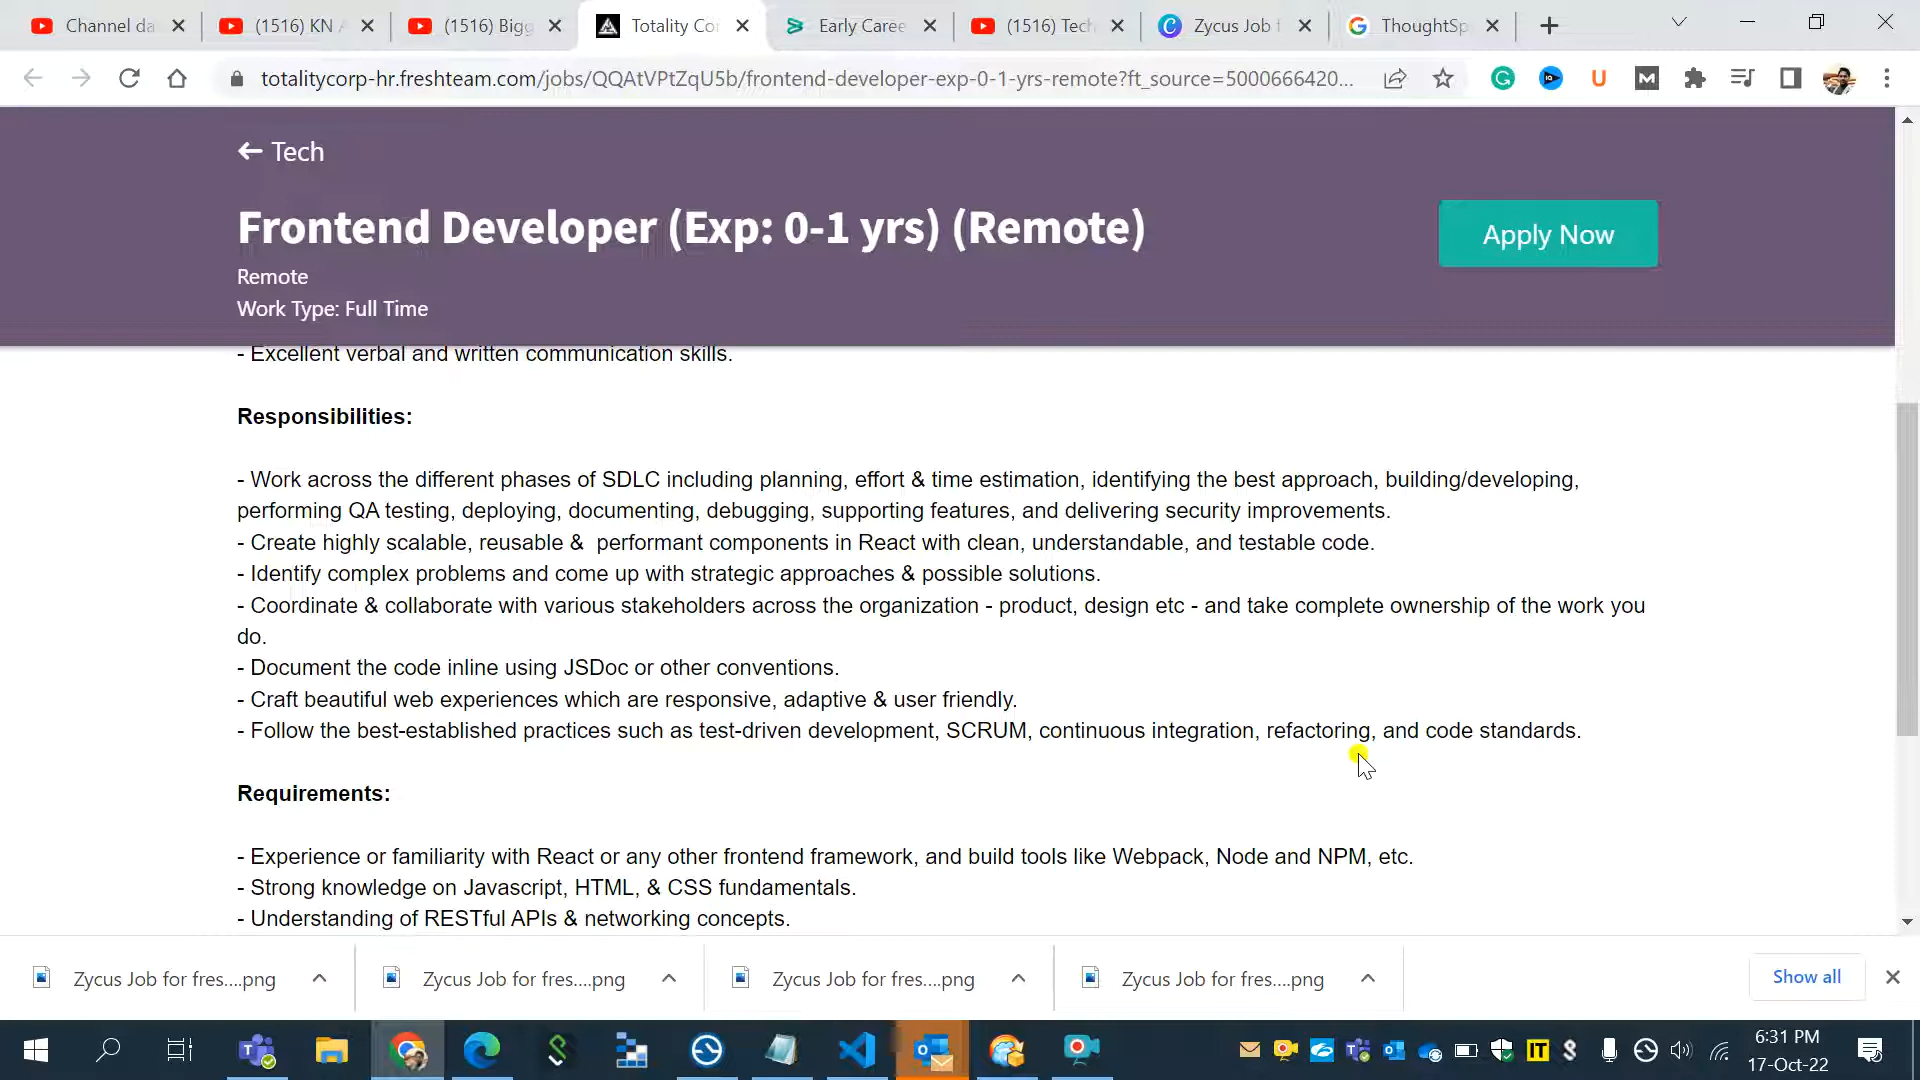 Channel da
(1516) KN A
(1516) Bigg
Totality Cor
Early Caree
(1516) Tech
Zycus Job f
ThoughtSp
totalitycorp-hr.freshteam.com/jobs/QQAtVPtZqU5b/frontend-developer-exp-0-1-yrs-remote?ft_source=5000666420...
← Tech
Frontend Developer (Exp: 0-1 yrs) (Remote)
Apply Now
Remote
Work Type: Full Time
- Excellent verbal and written communication skills.
Responsibilities:
- Work across the different phases of SDLC including planning, effort & time estimation, identifying the best approach, building/developing,
performing QA testing, deploying, documenting, debugging, supporting features, and delivering security improvements.
- Create highly scalable, reusable &  performant components in React with clean, understandable, and testable code.
- Identify complex problems and come up with strategic approaches & possible solutions.
- Coordinate & collaborate with various stakeholders across the organization - product, design etc - and take complete ownership of the work you
do.
- Document the code inline using JSDoc or other conventions.
- Craft beautiful web experiences which are responsive, adaptive & user friendly.
- Follow the best-established practices such as test-driven development, SCRUM, continuous integration, refactoring, and code standards.
Requirements:
- Experience or familiarity with React or any other frontend framework, and build tools like Webpack, Node and NPM, etc.
- Strong knowledge on Javascript, HTML, & CSS fundamentals.
- Understanding of RESTful APIs & networking concepts.
Zycus Job for fres....png
Zycus Job for fres....png
Zycus Job for fres....png
Zycus Job for fres....png
Show all
6:31 PM
17-Oct-22